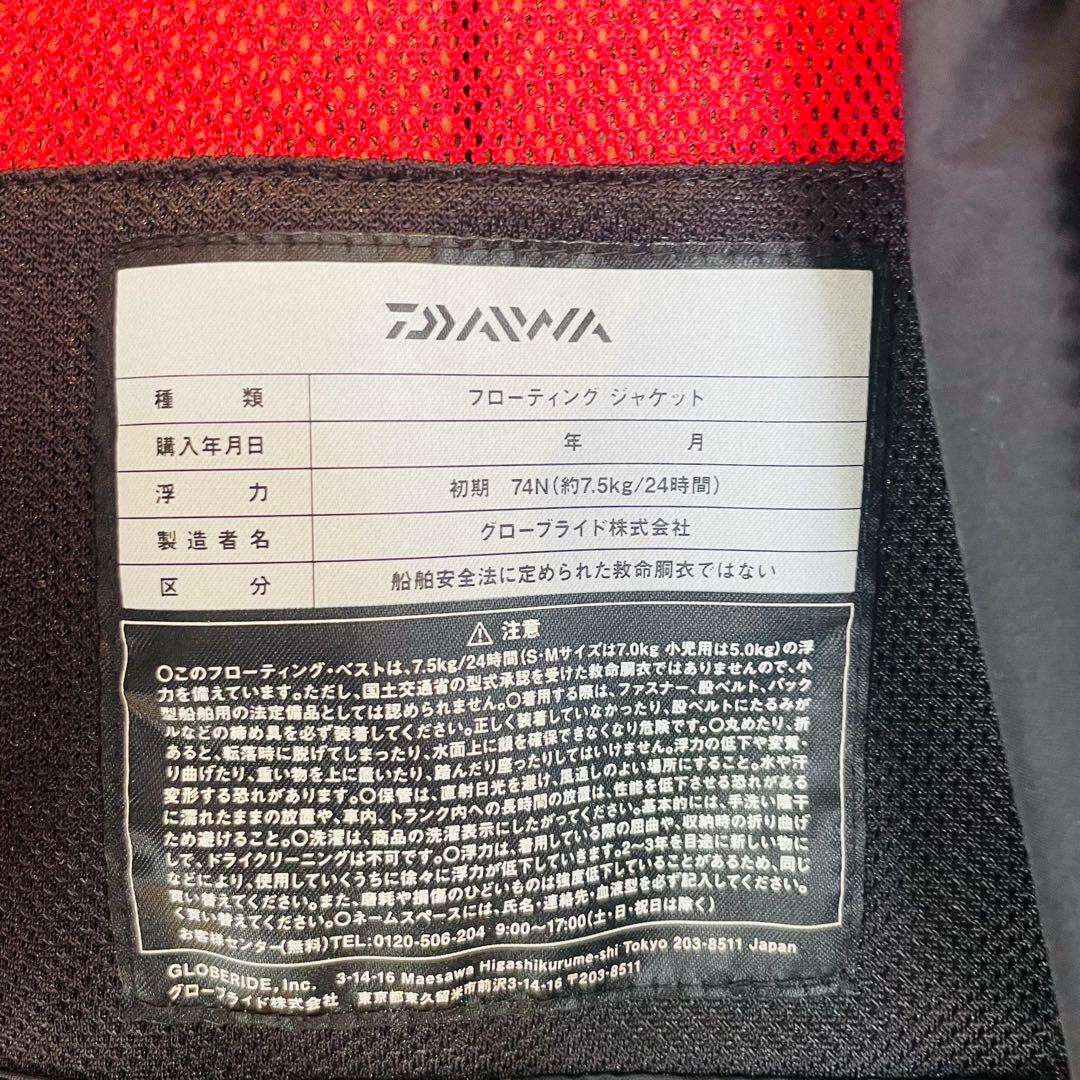 DAIWA
種類 フローティング ジャケット
購入年月日 年 月
浮力 初期 74N(約7.5kg/24時間)
製造者名 グローブライド株式会社
区分 船舶安全法に定められた救命胴衣ではない
⚠ 注意
○このフローティング・ベストは、7.5kg/24時間(S・Mサイズは7.0kg 小児用は5.0kg)の浮
力を備えています。ただし、国土交通省の型式承認を受けた救命胴衣ではありませんので、小
型船舶用の法定備品としては認められません。○着用する際は、ファスナー、股ベルト、バック
ルなどの締め具を必ず装着してください。正しく装着していなかったり、股ベルトにたるみが
あると、転落時に脱げてしまったり、水面上に顔を確保できなくなり危険です。○丸めたり、折
り曲げたり、重い物を上に置いたり、踏んだり座ったりしてはいけません。浮力の低下や変質・
変形する恐れがあります。○保管は、直射日光を避け、風通しのよい場所にすること。水や汗
に濡れたままの放置や、車内、トランク内への長時間の放置は、性能を低下させる恐れがある
ため避けること。○洗濯は、商品の洗濯表示にしたがってください。基本的には、手洗い陰干
して、ドライクリーニングは不可です。○浮力は、着用している際の屈曲や、収納時の折り曲げ
などにより、使用していくうちに徐々に浮力が低下していきます。2〜3年を目途に新しい物に
買い替えてください。また、磨耗や損傷のひどいものは強度低下していることがあるため、同じ
く買い替えてください。○ネームスペースには、氏名・連絡先・血液型を必ず記入してください。
お客様センター(無料)TEL:0120-506-204 9:00〜17:00(土・日・祝日は除く)
GLOBERIDE, Inc. 3-14-16 Maesawa Higashikurume-shi Tokyo 203-8511 Japan
グローブライド株式会社 東京都東久留米市前沢3-14-16 〒203-8511